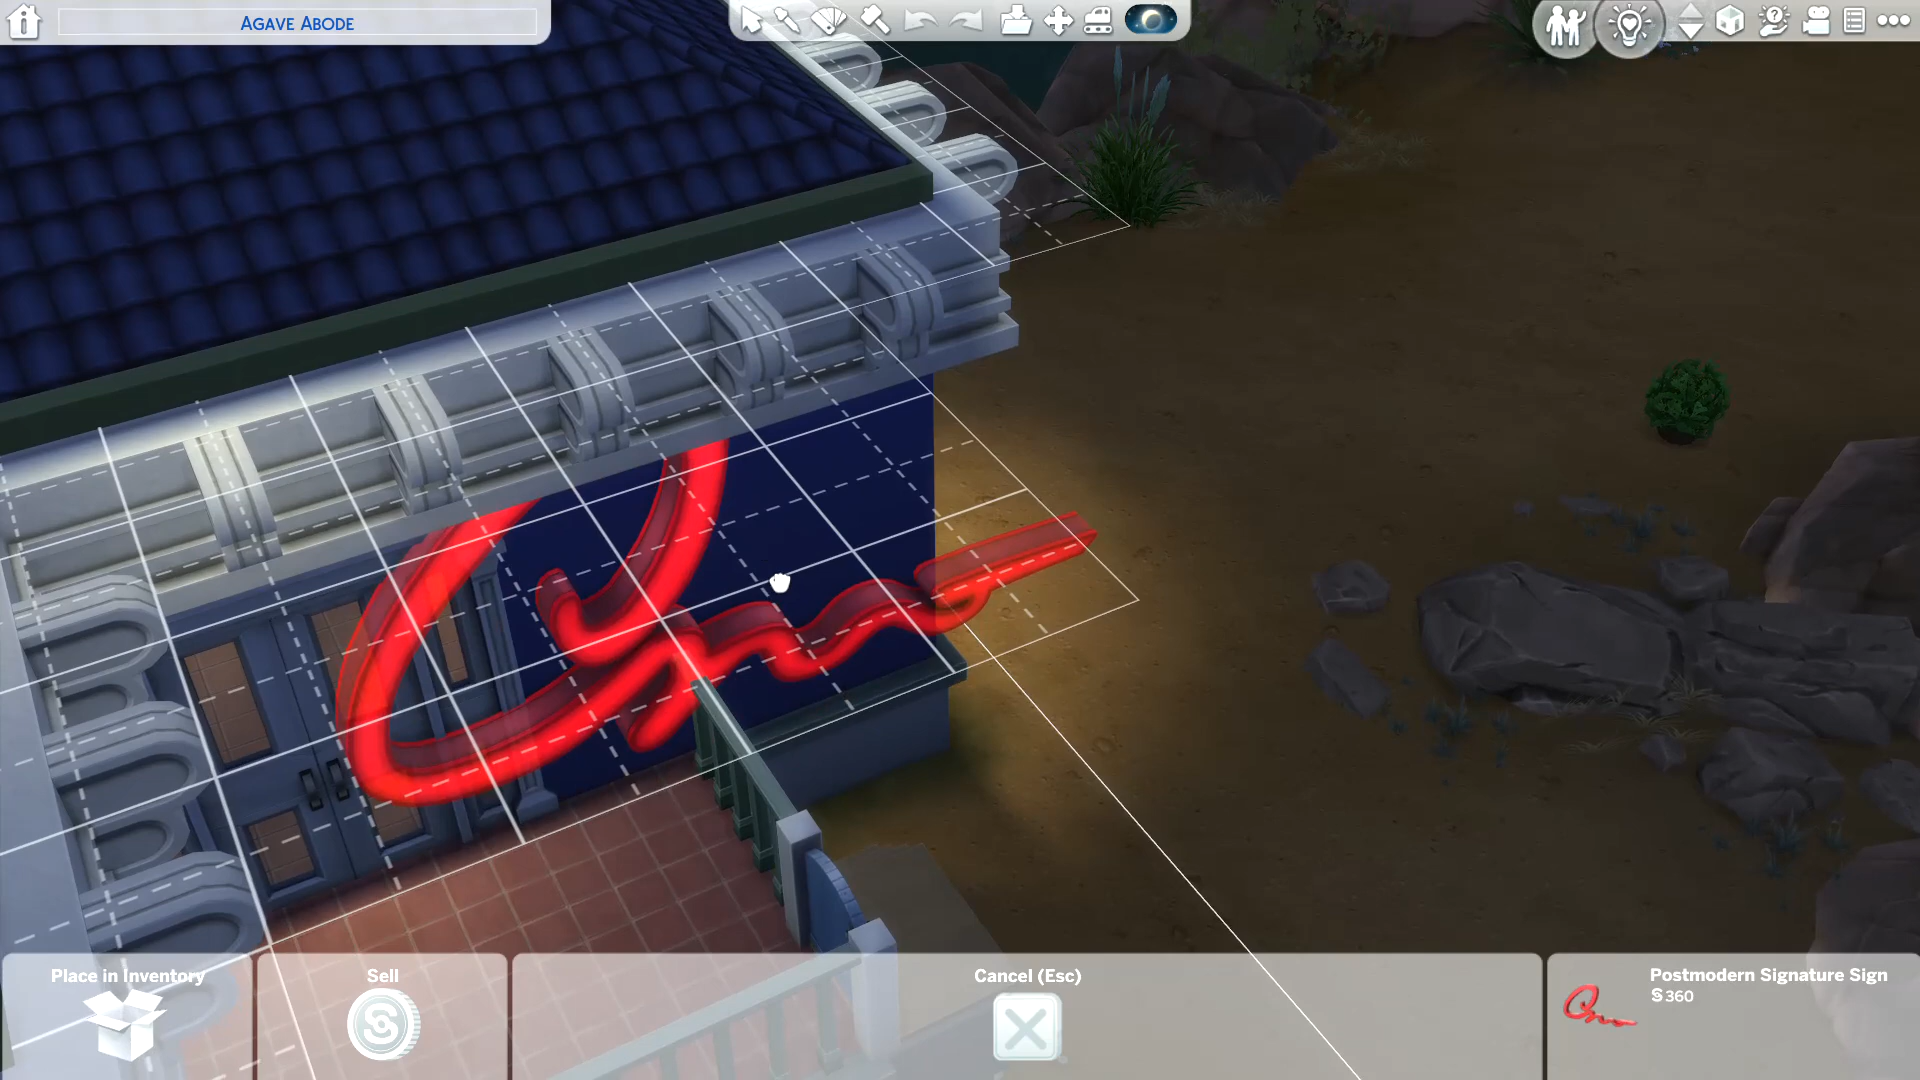 AGAVE ABODE
Place in Inventory
Sell
Cancel (Esc)
Postmodern Signature Sign
§360